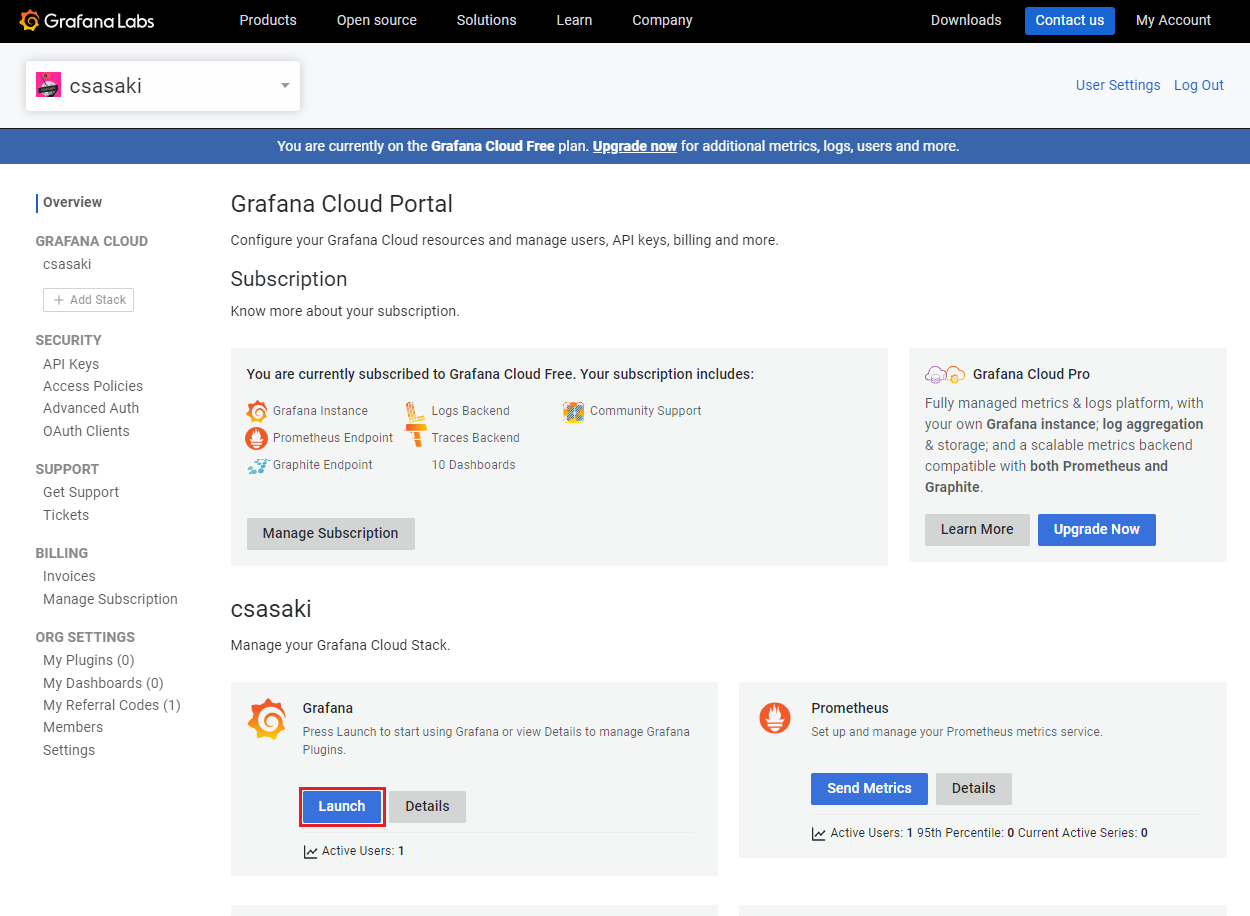 Grafana Labs
Products
Open source
Solutions
Learn
Company
Downloads
Contact us
My Account
csasaki
User Settings
Log Out
You are currently on the Grafana Cloud Free plan. Upgrade now for additional metrics, logs, users and more.
Overview
GRAFANA CLOUD
csasaki
+ Add Stack
SECURITY
API Keys
Access Policies
Advanced Auth
OAuth Clients
SUPPORT
Get Support
Tickets
BILLING
Invoices
Manage Subscription
ORG SETTINGS
My Plugins (0)
My Dashboards (0)
My Referral Codes (1)
Members
Settings
Grafana Cloud Portal
Configure your Grafana Cloud resources and manage users, API keys, billing and more.
Subscription
Know more about your subscription.
You are currently subscribed to Grafana Cloud Free. Your subscription includes:
Grafana Instance
Prometheus Endpoint
Graphite Endpoint
Logs Backend
Traces Backend
10 Dashboards
Community Support
Manage Subscription
Grafana Cloud Pro
Fully managed metrics & logs platform, with
your own Grafana instance; log aggregation
& storage; and a scalable metrics backend
compatible with both Prometheus and
Graphite.
Learn More
Upgrade Now
csasaki
Manage your Grafana Cloud Stack.
Grafana
Press Launch to start using Grafana or view Details to manage Grafana
Plugins.
Launch
Details
Active Users: 1
Prometheus
Set up and manage your Prometheus metrics service.
Send Metrics
Details
Active Users: 1 95th Percentile: 0 Current Active Series: 0